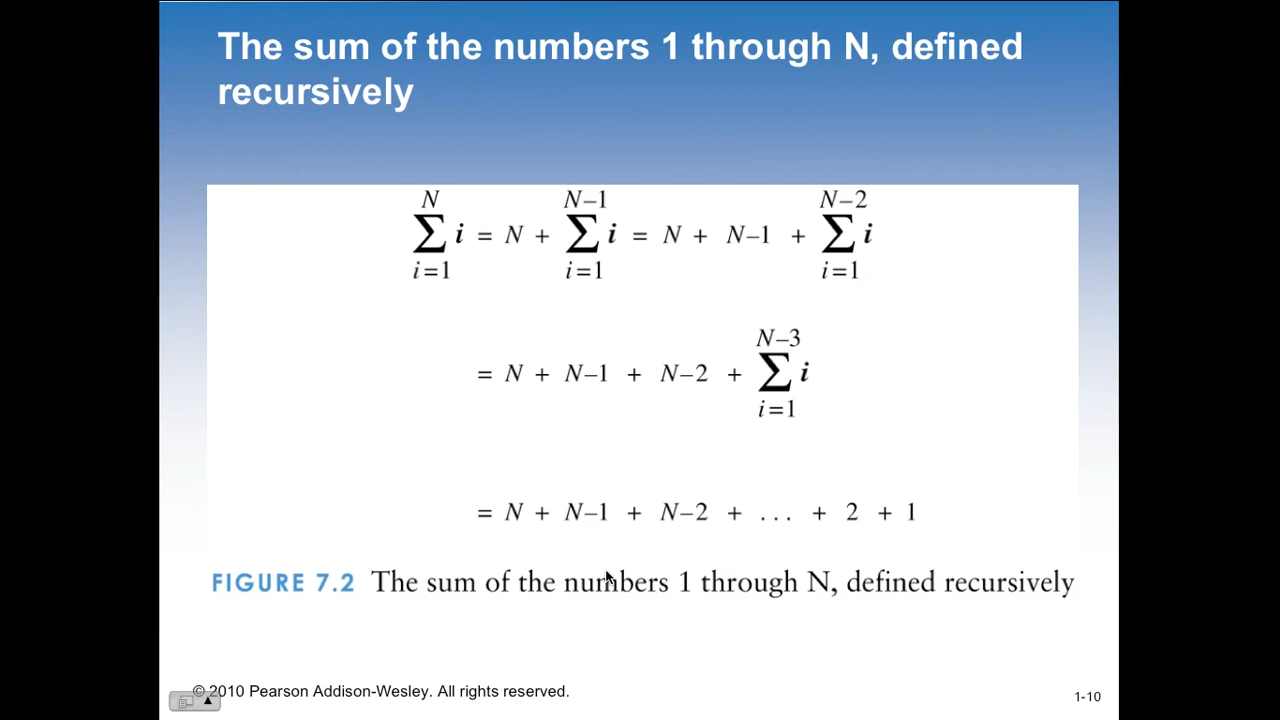 The sum of the numbers 1 through N, defined
recursively
N N–1 N–2
∑ i = N + ∑ i = N + N–1 + ∑ i
i=1 i=1 i=1
N–3
= N + N–1 + N–2 + ∑ i
i=1
= N + N–1 + N–2 + ... + 2 + 1
FIGURE 7.2 The sum of the numbers 1 through N, defined recursively
© 2010 Pearson Addison-Wesley. All rights reserved.
1-10